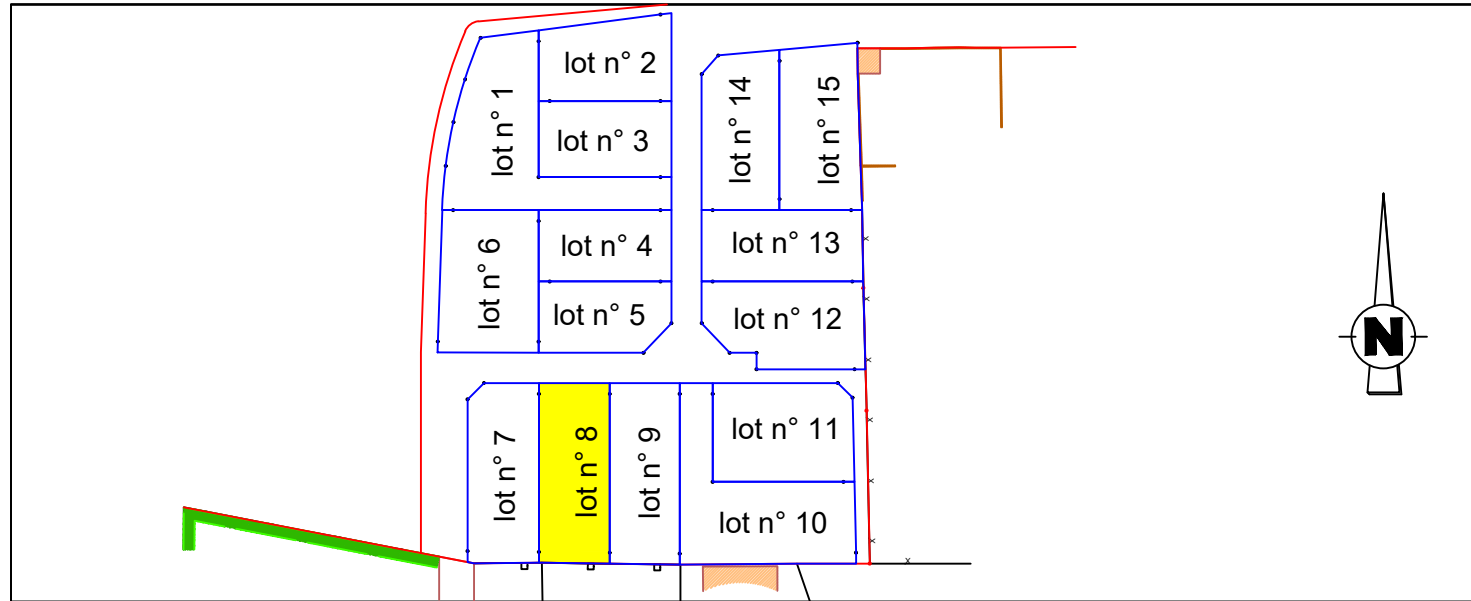 lot n° 1
lot n° 2
lot n° 3
lot n° 14
lot n° 15
lot n° 6
lot n° 4
lot n° 5
lot n° 13
lot n° 12
N
lot n° 7
lot n° 8
lot n° 9
lot n° 11
lot n° 10